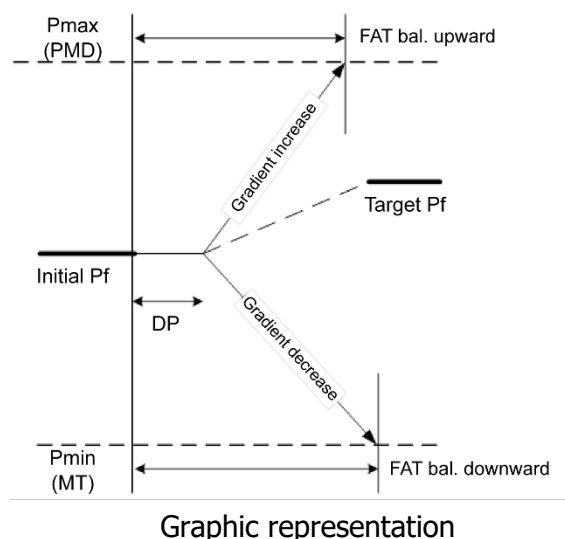 Pmax
(PMD)
FAT bal. upward
Gradient increase
Target Pf
Initial Pf
DP
Gradient decrease
Pmin
(MT)
FAT bal. downward
Graphic representation